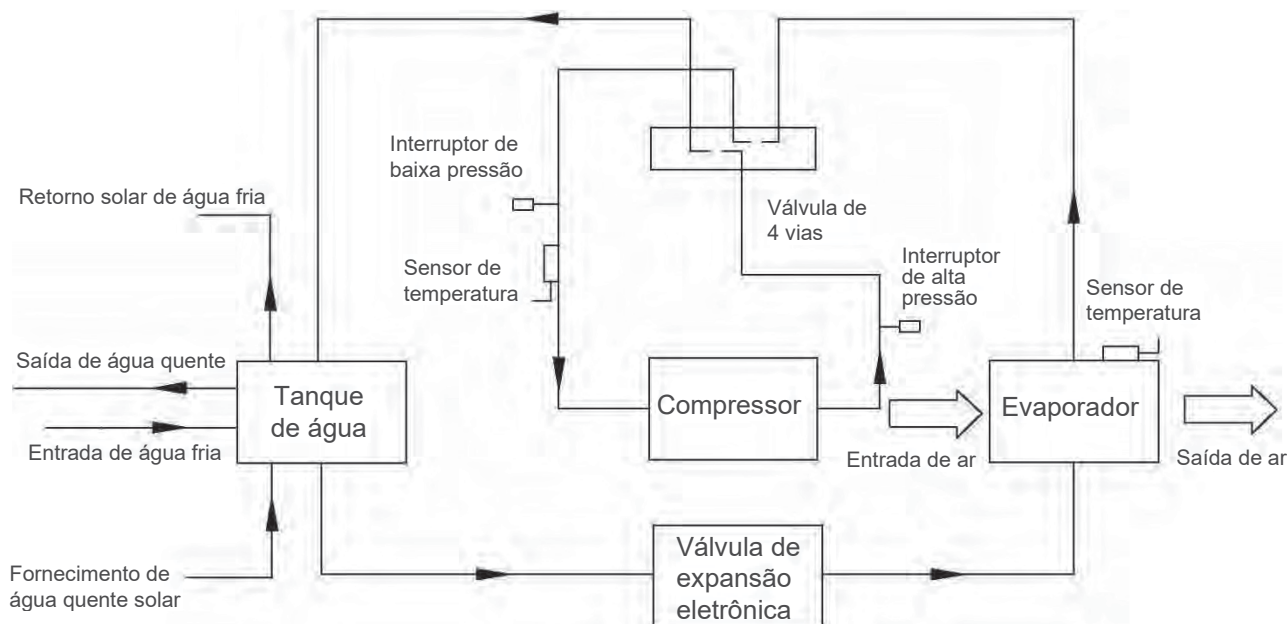 Interruptor de
baixa pressão
Retorno solar de água fria
Válvula de
4 vias
Interruptor
de alta
pressão
Sensor de
temperatura
Sensor de
temperatura
Saída de água quente
Tanque
de água
Compressor
Evaporador
Entrada de água fria
Entrada de ar
Saída de ar
Fornecimento de
água quente solar
Válvula de
expansão
eletrônica